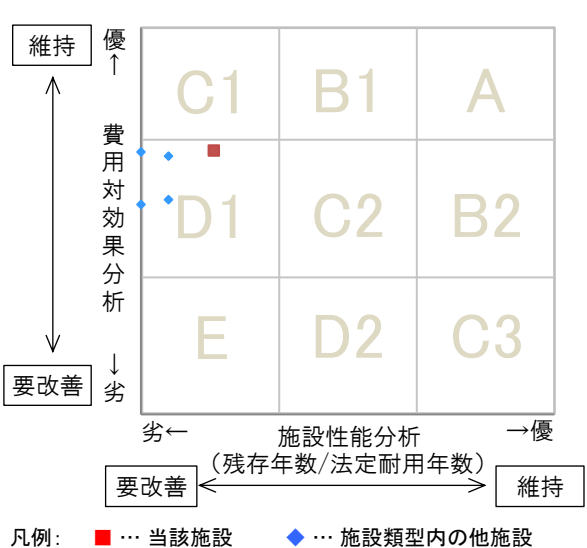 維持
優
↑
費用対効果分析
↓
劣
要改善
C1 B1 A
D1 C2 B2
E D2 C3
劣← 施設性能分析 →優
（残存年数/法定耐用年数）
要改善 維持
凡例： ■ … 当該施設 ◆ … 施設類型内の他施設